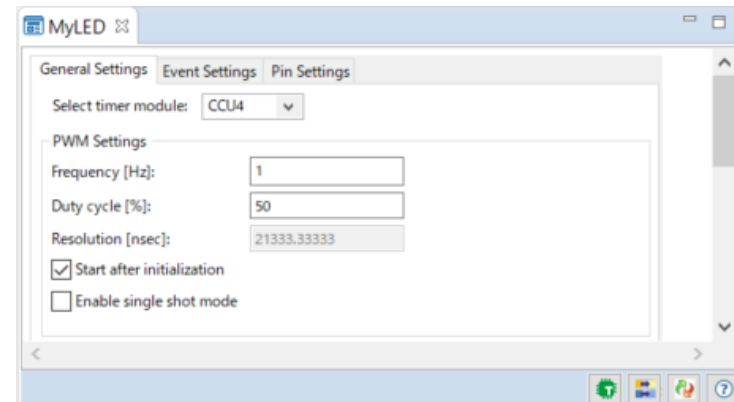 MyLED
General Settings Event Settings Pin Settings
Select timer module: CCU4
PWM Settings
Frequency [Hz]: 1
Duty cycle [%]: 50
Resolution [nsec]: 21333.33333
Start after initialization
Enable single shot mode